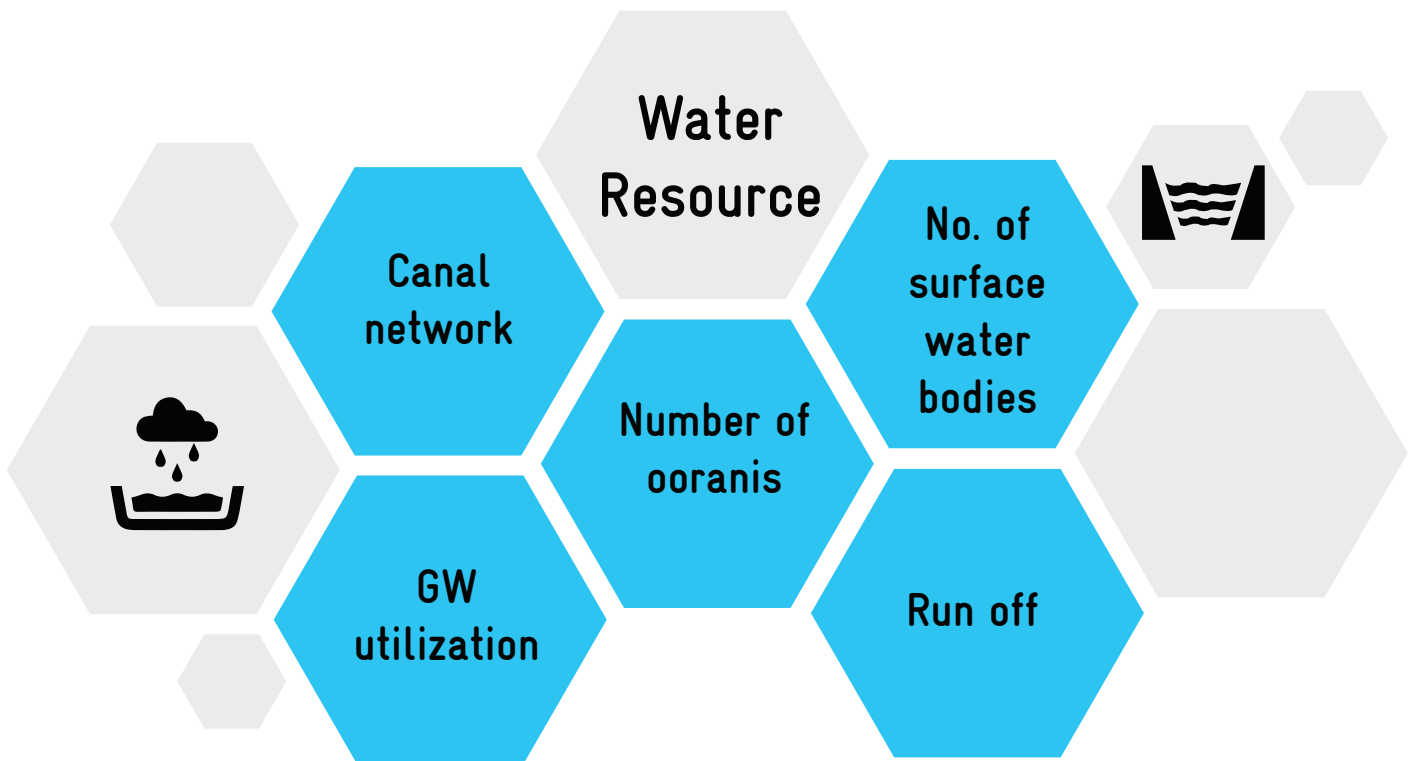 Water
Resource
Canal
network
No. of
surface
water
bodies
Number of
ooranis
GW
utilization
Run off